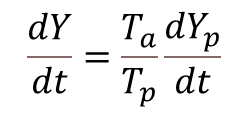 dY/dt = T_a/T_p dY_p/dt